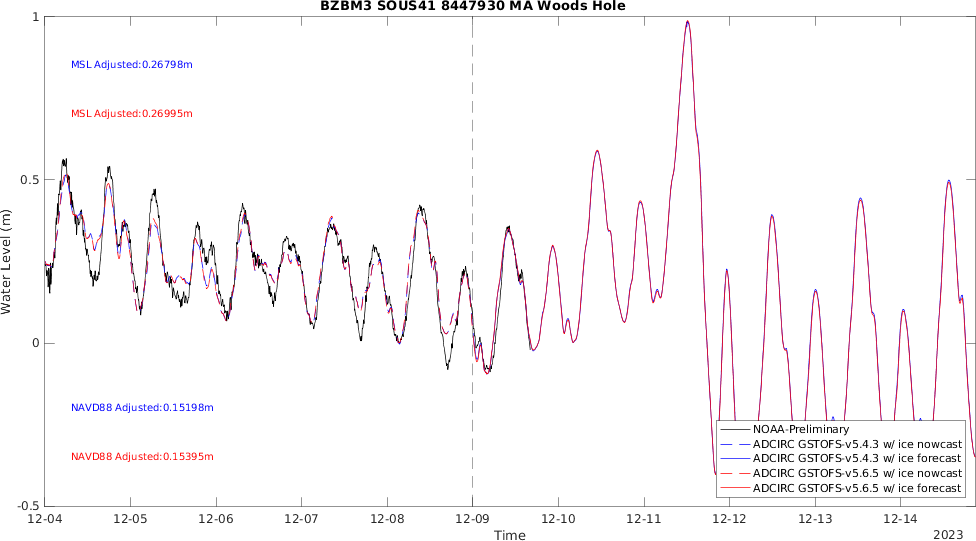 BZBM3 SOUS41 8447930 MA Woods Hole
1
MSL Adjusted:0.26798m
MSL Adjusted:0.26995m
0.5
Water Level (m)
0
NAVD88 Adjusted:0.15198m
NAVD88 Adjusted:0.15395m
NOAA-Preliminary
ADCIRC GSTOFS-v5.4.3 w/ ice nowcast
ADCIRC GSTOFS-v5.4.3 w/ ice forecast
ADCIRC GSTOFS-v5.6.5 w/ ice nowcast
ADCIRC GSTOFS-v5.6.5 w/ ice forecast
-0.5
12-04 12-05 12-06 12-07 12-08 12-09 12-10 12-11 12-12 12-13 12-14
Time
2023